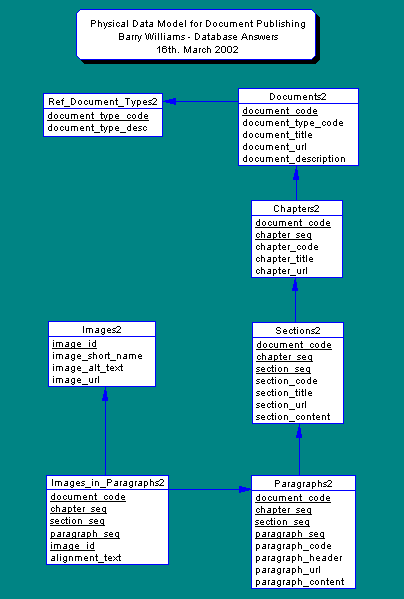 Physical Data Model for Document Publishing
Barry Williams - Database Answers
16th. March 2002
Ref_Document_Types2
document_type_code
document_type_desc
Documents2
document_code
document_type_code
document_title
document_url
document_description
Chapters2
document_code
chapter_seq
chapter_code
chapter_title
chapter_url
Images2
image_id
image_short_name
image_alt_text
image_url
Sections2
document_code
chapter_seq
section_seq
section_code
section_title
section_url
section_content
Images_in_Paragraphs2
document_code
chapter_seq
section_seq
paragraph_seq
image_id
alignment_text
Paragraphs2
document_code
chapter_seq
section_seq
paragraph_seq
paragraph_code
paragraph_header
paragraph_url
paragraph_content